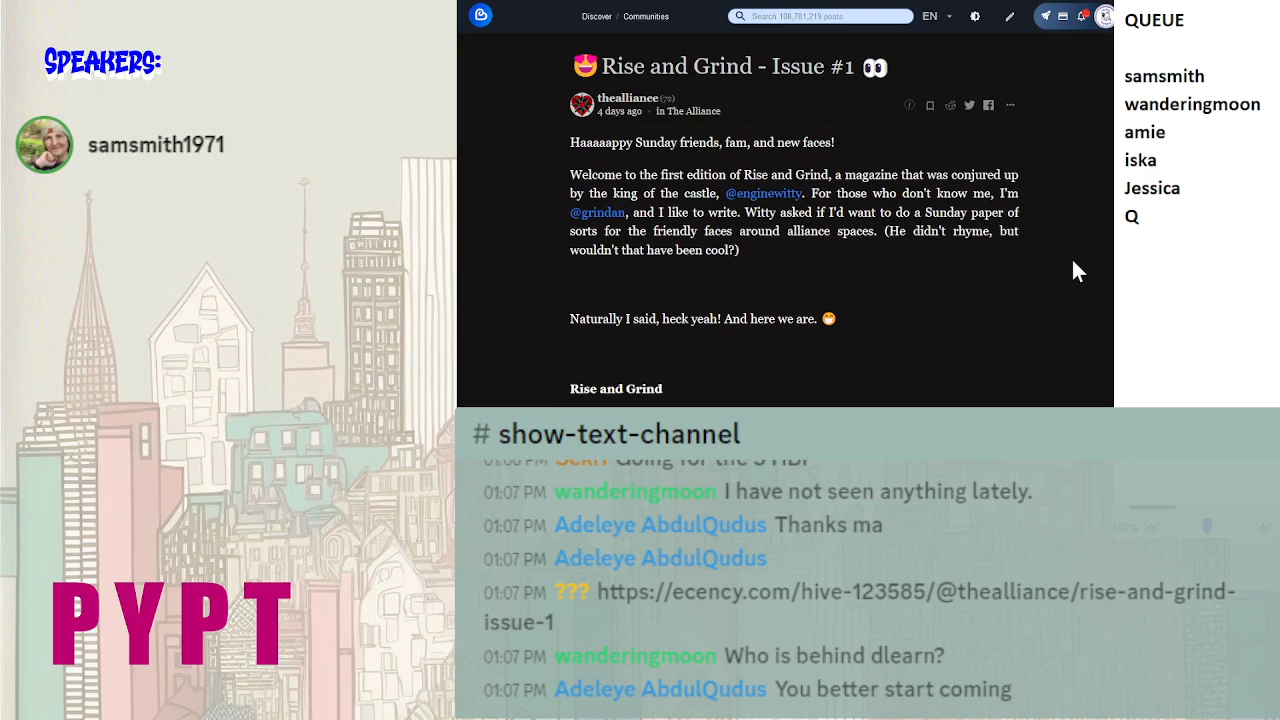 SPEAKERS:
samsmith1971
PYPT
Discover / Communities
Search 108,781,219 posts
EN
😍 Rise and Grind - Issue #1 👀
thealliance (72)
4 days ago · in The Alliance
Haaaaappy Sunday friends, fam, and new faces!
Welcome to the first edition of Rise and Grind, a magazine that was conjured up
by the king of the castle, @enginewitty. For those who don't know me, I'm
@grindan, and I like to write. Witty asked if I'd want to do a Sunday paper of
sorts for the friendly faces around alliance spaces. (He didn't rhyme, but
wouldn't that have been cool?)
Naturally I said, heck yeah! And here we are. 😁
Rise and Grind
QUEUE
samsmith
wanderingmoon
amie
iska
Jessica
Q
# show-text-channel
Going for the
01:07 PM wanderingmoon I have not seen anything lately.
01:07 PM Adeleye AbdulQudus Thanks ma
01:07 PM Adeleye AbdulQudus
01:07 PM ??? https://ecency.com/hive-123585/@thealliance/rise-and-grind-
issue-1
01:07 PM wanderingmoon Who is behind dlearn?
01:07 PM Adeleye AbdulQudus You better start coming
100%